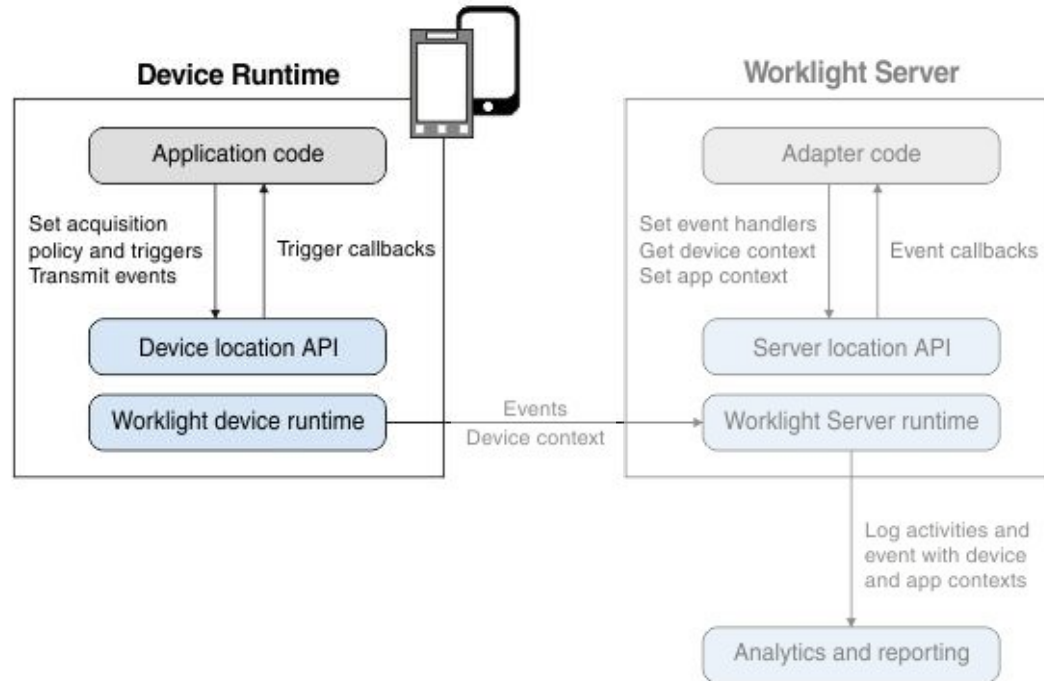 Device Runtime
Application code
Set acquisition
policy and triggers
Transmit events
Trigger callbacks
Device location API
Worklight device runtime
Events
Device context
Worklight Server
Adapter code
Set event handlers
Get device context
Set app context
Event callbacks
Server location API
Worklight Server runtime
Log activities and
event with device
and app contexts
Analytics and reporting